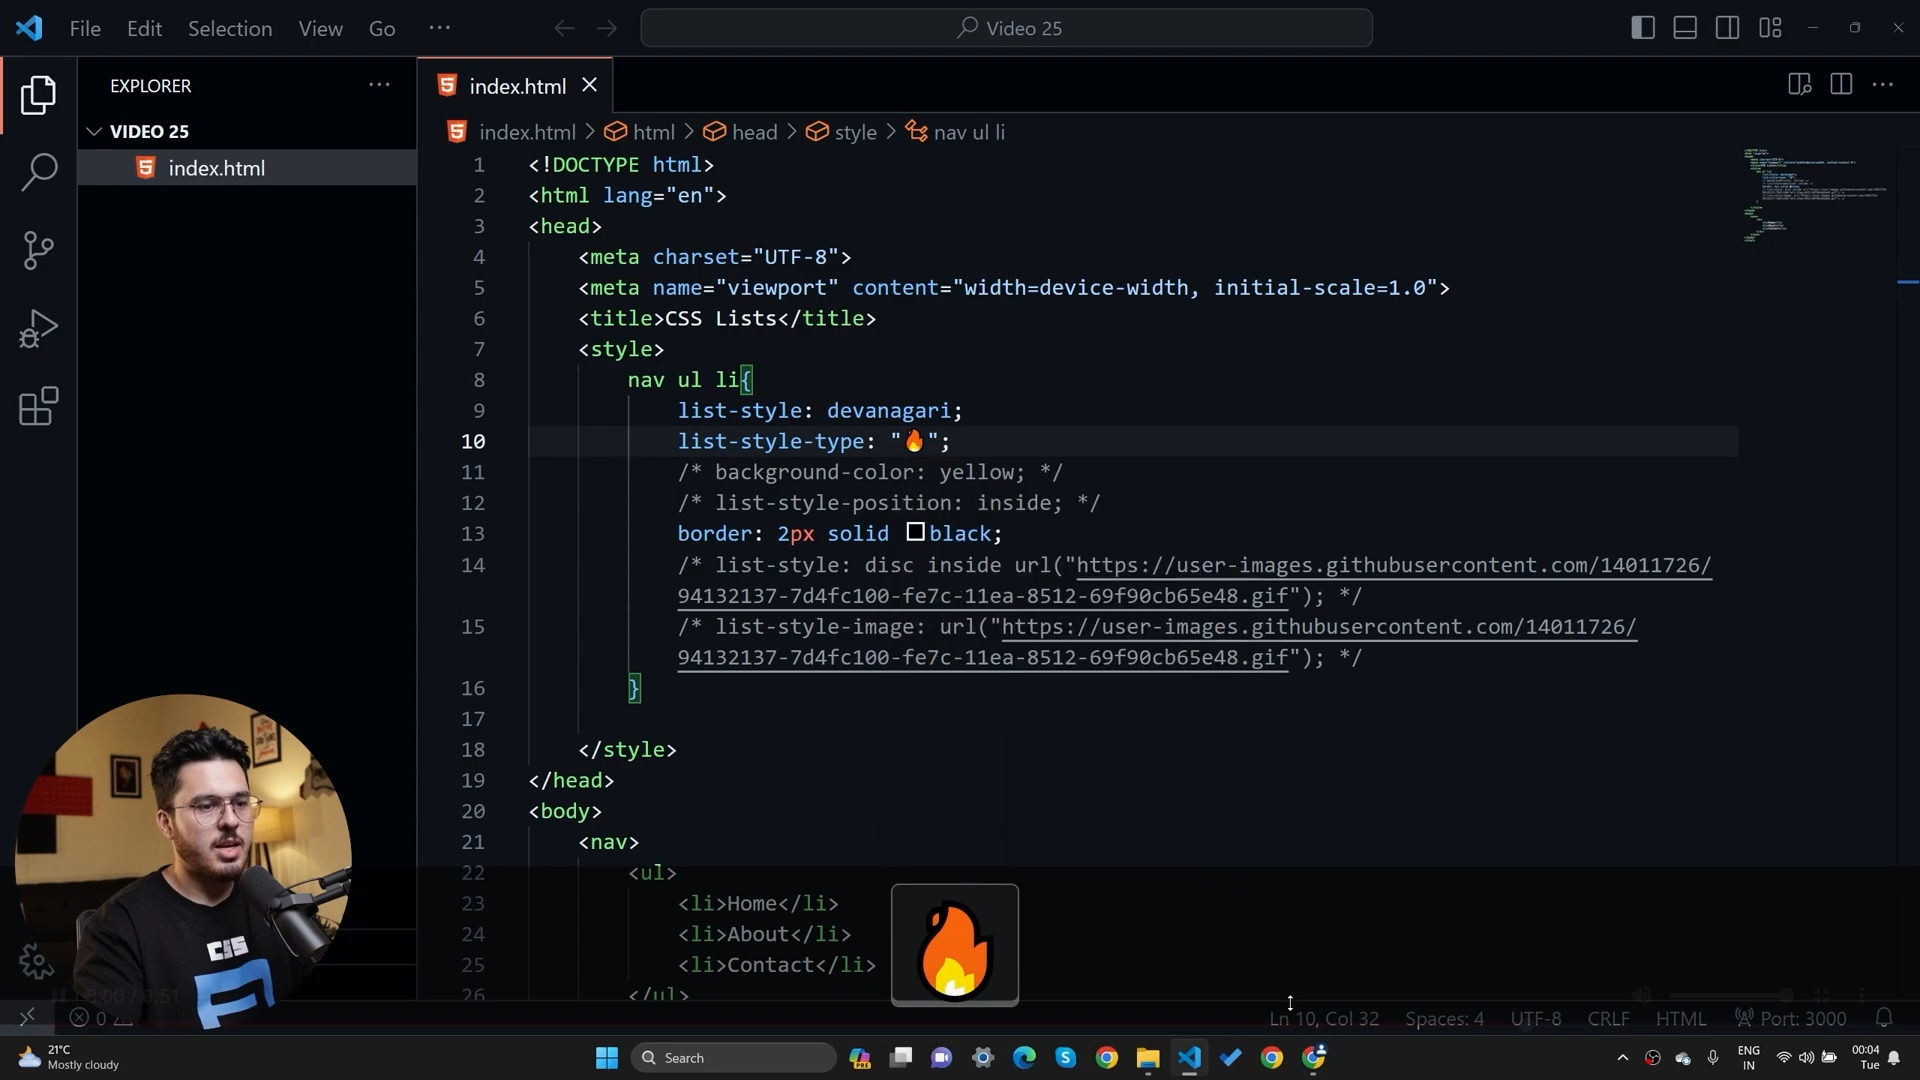 File Edit Selection View Go ··· Video 25
EXPLORER ···
VIDEO 25
index.html
index.html
index.html > html > head > style > nav ul li
1 <!DOCTYPE html>
2 <html lang="en">
3 <head>
4 <meta charset="UTF-8">
5 <meta name="viewport" content="width=device-width, initial-scale=1.0">
6 <title>CSS Lists</title>
7 <style>
8 nav ul li{
9 list-style: devanagari;
10 list-style-type: "🔥";
11 /* background-color: yellow; */
12 /* list-style-position: inside; */
13 border: 2px solid black;
14 /* list-style: disc inside url("https://user-images.githubusercontent.com/14011726/
94132137-7d4fc100-fe7c-11ea-8512-69f90cb65e48.gif"); */
15 /* list-style-image: url("https://user-images.githubusercontent.com/14011726/
94132137-7d4fc100-fe7c-11ea-8512-69f90cb65e48.gif"); */
16 }
17
18 </style>
19 </head>
20 <body>
21 <nav>
22 <ul>
23 <li>Home</li>
24 <li>About</li>
25 <li>Contact</li>
26 </ul>
0 Ln 10, Col 32 Spaces: 4 UTF-8 CRLF HTML Port: 3000
21°C
Mostly cloudy
Search
ENG
IN
00:04
Tue